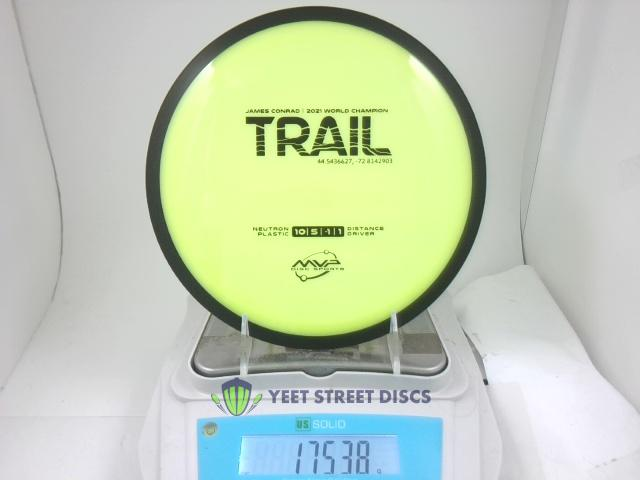 JAMES CONRAD | 2021 WORLD CHAMPION
TRAIL
44.5436627, -72.8142903
NEUTRON PLASTIC 10|5|-1|1 DISTANCE DRIVER
MVP
DISC SPORTS
YEET STREET DISCS
US SOLID
175.38 g